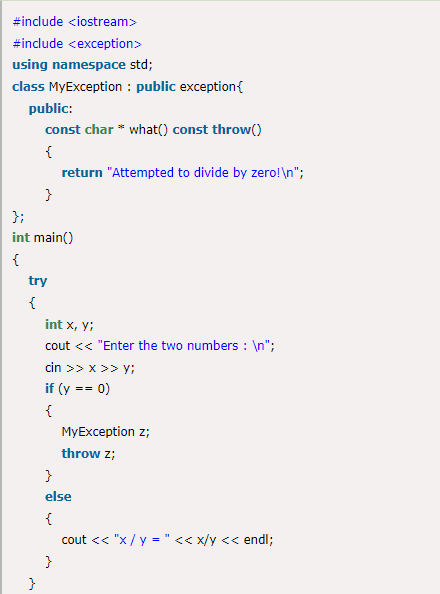 #include <iostream>
#include <exception>
using namespace std;
class MyException : public exception{
public:
const char * what() const throw()
{
return "Attempted to divide by zero!\n";
}
};
int main()
{
try
{
int x, y;
cout << "Enter the two numbers : \n";
cin >> x >> y;
if (y == 0)
{
MyException z;
throw z;
}
else
{
cout << "x / y = " << x/y << endl;
}
}